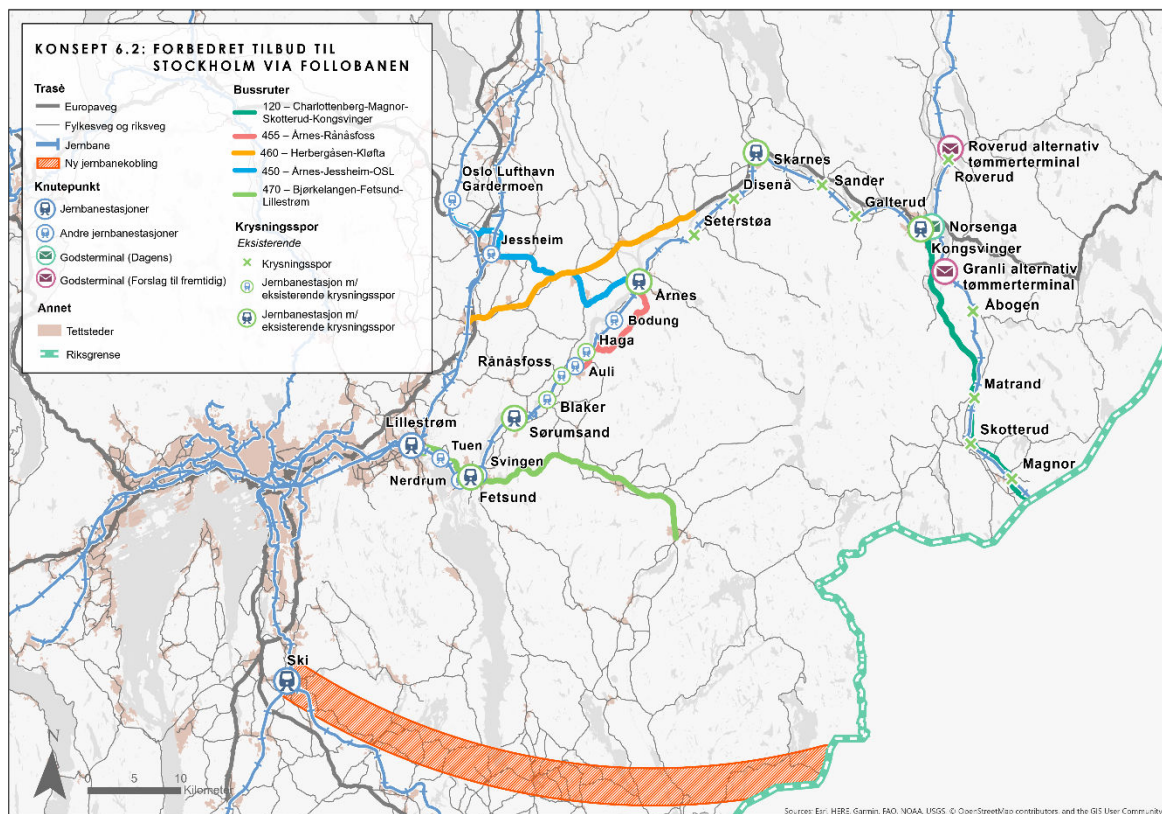 KONSEPT 6.2: FORBEDRET TILBUD TIL
STOCKHOLM VIA FOLLOBANEN
Trasè
Europaveg
Fylkesveg og riksveg
Jernbane
Ny jernbanekobling
Knutepunkt
Jernbanestasjoner
Andre jernbanestasjoner
Godsterminal (Dagens)
Godsterminal (Forslag til fremtidig)
Annet
Tettsteder
Riksgrense
Bussruter
120 – Charlottenberg-Magnor-
Skotterud-Kongsvinger
455 – Årnes-Rånåsfoss
460 – Herbergåsen-Kløfta
450 – Årnes-Jessheim-OSL
470 – Bjørkelangen-Fetsund-
Lillestrøm
Krysningsspor
Eksisterende
Krysningsspor
Jernbanestasjon m/
eksisterende krysningsspor
Jernbanestasjon m/
eksisterende krysningsspor
Oslo Lufthavn
Gardermoen
Jessheim
Skarnes
Disenå
Sander
Seterstøa
Galterud
Roverud alternativ
tømmerterminal
Roverud
Norsenga
Kongsvinger
Granli alternativ
tømmerterminal
Åbogen
Årnes
Bodung
Haga
Rånåsfoss
Auli
Blaker
Matrand
Skotterud
Magnor
Lillestrøm
Sørumsand
Tuen
Svingen
Nerdrum
Fetsund
Ski
N
0 5 10
Kilometer
Sources: Esri, HERE, Garmin, FAO, NOAA, USGS, © OpenStreetMap contributors, and the GIS User Community